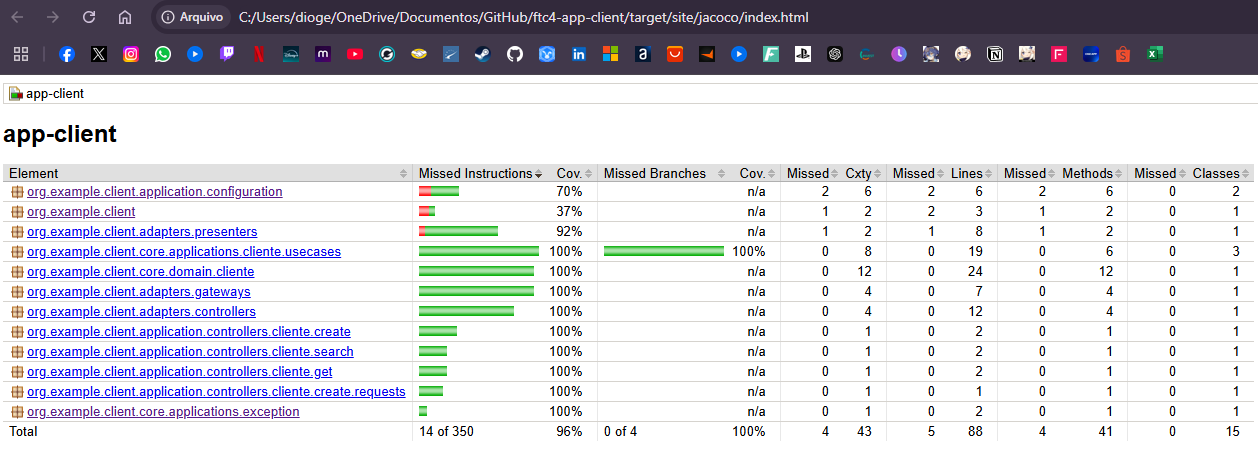 Arquivo C:/Users/dioge/OneDrive/Documentos/GitHub/ftc4-app-client/target/site/jacoco/index.html
app-client
app-client
Element Missed Instructions Cov. Missed Branches Cov. Missed Cxty Missed Lines Missed Methods Missed Classes
org.example.client.application.configuration 70% n/a 2 6 2 6 2 6 0 2
org.example.client 37% n/a 1 2 2 3 1 2 0 1
org.example.client.adapters.presenters 92% n/a 1 2 1 8 1 2 0 1
org.example.client.core.applications.cliente.usecases 100% 100% 0 8 0 19 0 6 0 3
org.example.client.core.domain.cliente 100% n/a 0 12 0 24 0 12 0 1
org.example.client.adapters.gateways 100% n/a 0 4 0 7 0 4 0 1
org.example.client.adapters.controllers 100% n/a 0 4 0 12 0 4 0 1
org.example.client.application.controllers.cliente.create 100% n/a 0 1 0 2 0 1 0 1
org.example.client.application.controllers.cliente.search 100% n/a 0 1 0 2 0 1 0 1
org.example.client.application.controllers.cliente.get 100% n/a 0 1 0 2 0 1 0 1
org.example.client.application.controllers.cliente.create.requests 100% n/a 0 1 0 1 0 1 0 1
org.example.client.core.applications.exception 100% n/a 0 1 0 2 0 1 0 1
Total 14 of 350 96% 0 of 4 100% 4 43 5 88 4 41 0 15